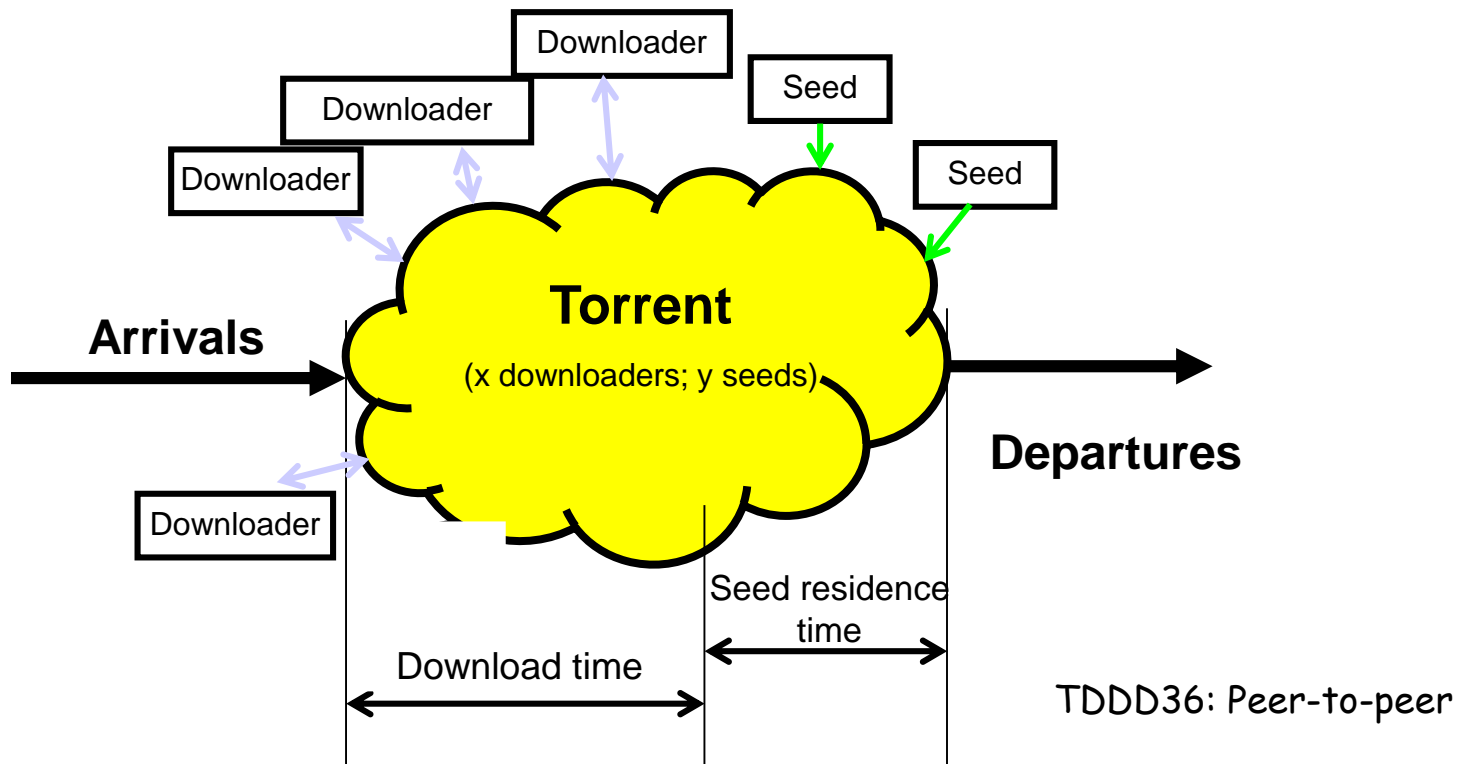 Downloader
Seed
Downloader
Downloader
Seed
Torrent
Arrivals
(x downloaders; y seeds)
Departures
Downloader
Seed residence
time
Download time
TDDD36: Peer-to-peer